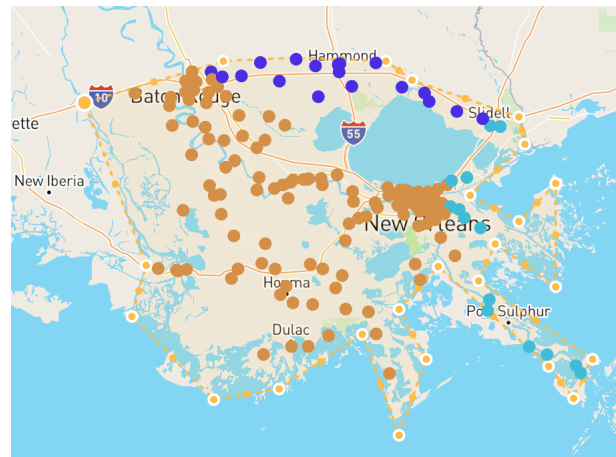 Hammond
10
Baton Rouge
Slidell
ette
55
New Iberia
New Orleans
Houma
Port Sulphur
Dulac